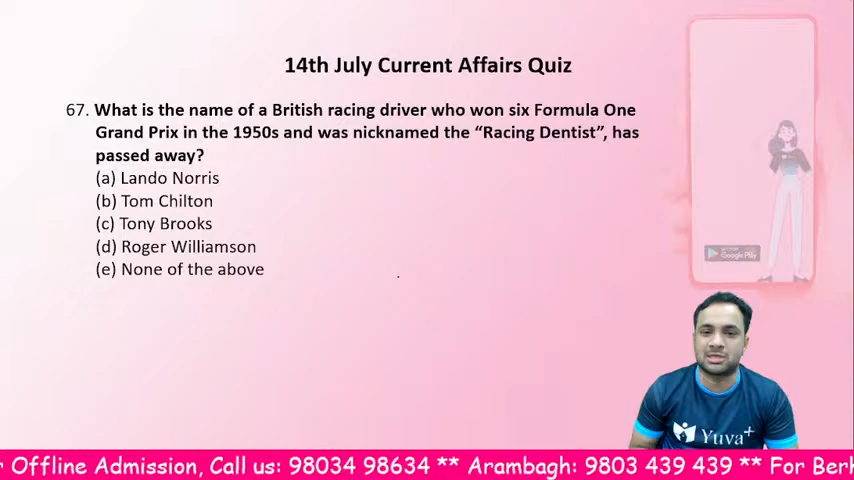 14th July Current Affairs Quiz
67. What is the name of a British racing driver who won six Formula One
Grand Prix in the 1950s and was nicknamed the “Racing Dentist”, has
passed away?
(a) Lando Norris
(b) Tom Chilton
(c) Tony Brooks
(d) Roger Williamson
(e) None of the above
Google Play
Yuva+
r Offline Admission, Call us: 98034 98634 ** Arambagh: 9803 439 439 ** For Berh